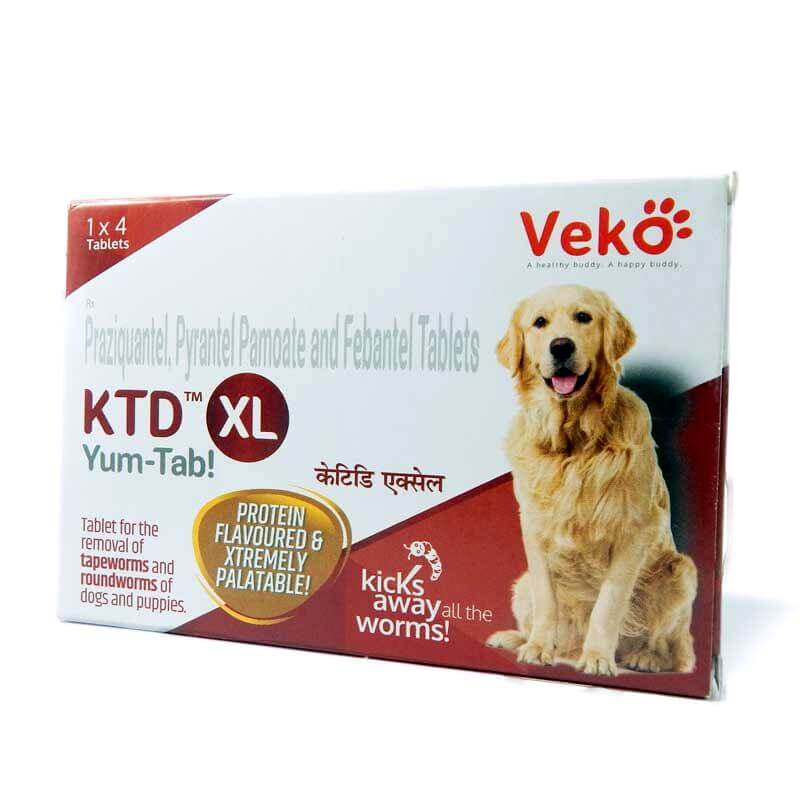 1 x 4
Tablets
Veko
A healthy buddy. A happy buddy.
Rx
Praziquantel, Pyrantel Pamoate and Febantel Tablets
KTD™ XL
Yum-Tab!
केटिडि एक्सेल
PROTEIN
FLAVOURED &
XTREMELY
PALATABLE!
Tablet for the
removal of
tapeworms and
roundworms of
dogs and puppies.
kicks
away all the
worms!